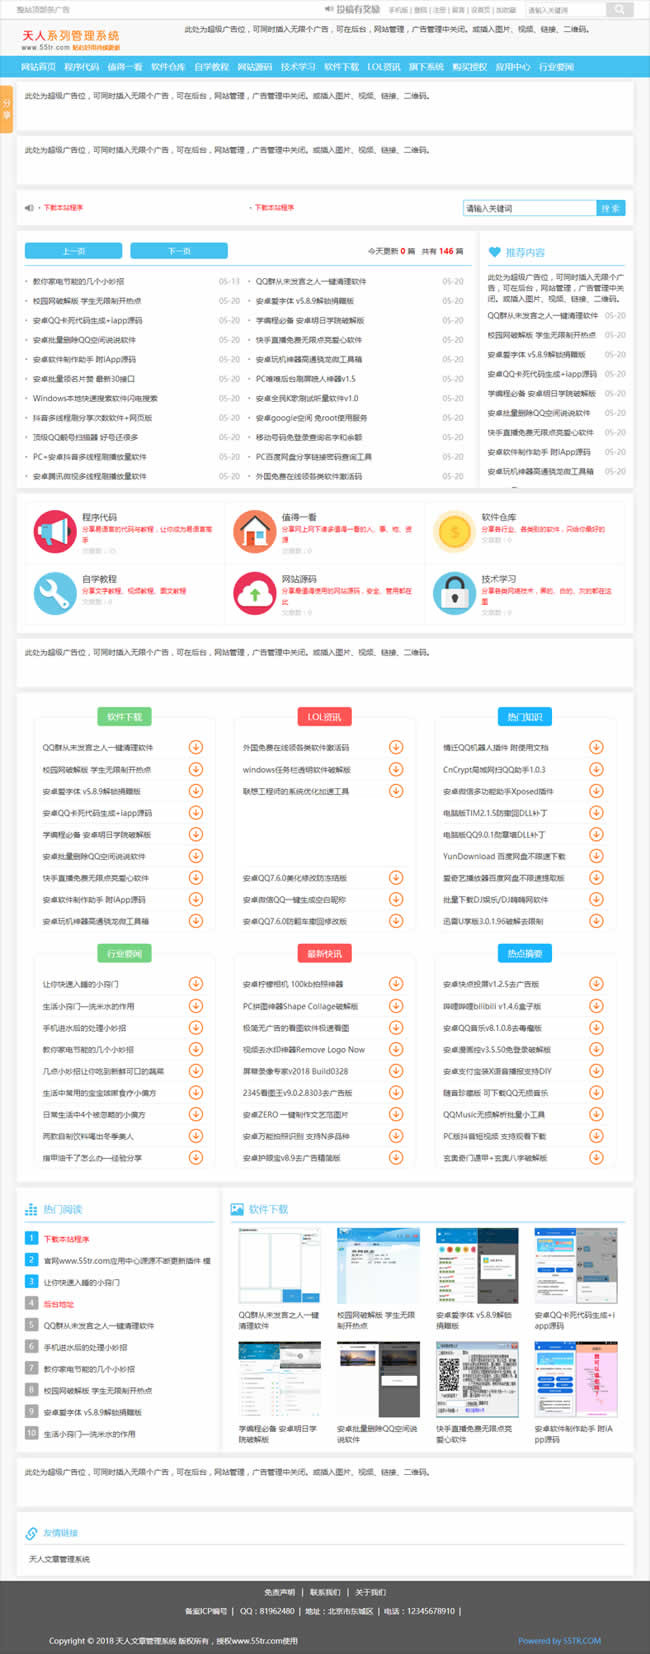 整站顶部条广告
投稿有奖励 手机版 | 登陆 | 注册 | 留言 | 设首页 | 加收藏 请输入关键词
天人系列管理系统
www.55tr.com 贴心好用持续更新
此处为超级广告位，可同时插入无限个广告，可在后台，网站管理，广告管理中关闭。或插入图片、视频、链接、二维码。
网站首页 程序代码 值得一看 软件仓库 自学教程 网站源码 技术学习 软件下载 LOL资讯 旗下系统 购买授权 应用中心 行业要闻
分享
此处为超级广告位，可同时插入无限个广告，可在后台，网站管理，广告管理中关闭。或插入图片、视频、链接、二维码。
此处为超级广告位，可同时插入无限个广告，可在后台，网站管理，广告管理中关闭。或插入图片、视频、链接、二维码。
• 下载本站程序 • 下载本站程序 请输入关键词 搜 索
上一页 下一页 今天更新 0 篇 共有 146 篇
教你家电节能的几个小妙招 05-13
校园网破解版 学生无限制开热点 05-20
安卓QQ卡死代码生成+iapp源码 05-20
安卓批量删除QQ空间说说软件 05-20
安卓软件制作助手 附iApp源码 05-20
安卓批量领名片赞 最新30接口 05-20
Windows本地快速搜索软件闪电搜索 05-20
抖音多线程刷分享次数软件+网页版 05-20
顶级QQ靓号扫描器 好号还很多 05-20
PC+安卓抖音多线程刷播放量软件 05-20
安卓腾讯微视多线程刷播放量软件 05-20
QQ群从未发言之人一键清理软件 05-20
安卓爱字体 v5.8.9解锁捐赠版 05-20
学编程必备 安卓明日学院破解版 05-20
快手直播免费无限点亮爱心软件 05-20
安卓玩机神器高通骁龙微工具箱 05-20
PC唯唯后台刷屏晓人神器v1.5 05-20
安卓全民K歌刷试听量软件v1.0 05-20
安卓google空间 免root使用服务 05-20
移动号码免登录查询名字和余额 05-20
PC百度网盘分享链接密码查询工具 05-20
外国免费在线领各类软件激活码 05-20
推荐内容
此处为超级广告位，可同时插入无限个广告，可在后台，网站管理，广告管理中关闭。或插入图片、视频、链接、二维码。
QQ群从未发言之人一键清理软件 05-20
校园网破解版 学生无限制开热点 05-20
安卓爱字体 v5.8.9解锁捐赠版 05-20
安卓QQ卡死代码生成+iapp源码 05-20
学编程必备 安卓明日学院破解版 05-20
安卓批量删除QQ空间说说软件 05-20
快手直播免费无限点亮爱心软件 05-20
安卓软件制作助手 附iApp源码 05-20
安卓玩机神器高通骁龙微工具箱 05-20
程序代码
分享易语言的代码与教程，让你成为易语言高手
值得一看
分享网上网下诸多值得一看的人、事、物、资源
软件仓库
分享各行业、各类别的软件，只给你最好的
自学教程
分享文字教程、视频教程、图文教程
网站源码
分享最值得使用的网站源码，安全、管用都在此
技术学习
分享各类网络技术，黑的、白的、灰的都在这里
此处为超级广告位，可同时插入无限个广告，可在后台，网站管理，广告管理中关闭。或插入图片、视频、链接、二维码。
软件下载
QQ群从未发言之人一键清理软件
校园网破解版 学生无限制开热点
安卓爱字体 v5.8.9解锁捐赠版
安卓QQ卡死代码生成+iapp源码
学编程必备 安卓明日学院破解版
安卓批量删除QQ空间说说软件
快手直播免费无限点亮爱心软件
安卓软件制作助手 附iApp源码
安卓玩机神器高通骁龙微工具箱
LOL资讯
外国免费在线领各类软件激活码
windows任务栏透明软件破解版
联想工程师的系统优化加速工具
安卓QQ7.6.0美化修改防冻结版
安卓微信QQ一键生成空白昵称
安卓QQ7.6.0防翻车撤回修改版
热门知识
情迁QQ机器人插件 附使用文档
CnCrypt局域网扫QQ助手1.0.3
安卓微信多功能助手Xposed插件
电脑版TIM2.1.5防撤回DLL补丁
电脑版QQ9.0.1勋章墙DLL补丁
YunDownload 百度网盘不限速下载
爱奇艺播放器百度网盘不限速提取版
批量下载DJ娱乐/DJ嗨嗨网软件
迅雷U享版3.0.1.96破解去限制
行业要闻
让你快速入睡的小窍门
生活小窍门—洗米水的作用
手机进水后的处理小妙招
教你家电节能的几个小妙招
几点小妙招让你吃到新鲜可口的蔬菜
生活中常用的宝宝咳嗽食疗小偏方
日常生活中4个被忽略的小偏方
两款自制饮料喝出冬季美人
指甲油干了怎么办—经验分享
最新快讯
安卓柠檬相机 100kb拍照神器
PC拼图神器Shape Collage破解版
极简无广告的看图软件极速看图
视频去水印神器Remove Logo Now
屏幕录像专家v2018 Build0328
2345看图王v9.0.2.8303去广告版
安卓ZERO 一键制作文艺范图片
安卓万能拍照识别 支持N多品种
安卓护眼宝v8.9去广告精简版
热点摘要
安卓快点投屏v1.2.5去广告版
哔哩哔哩bilibili v1.4.6盒子版
安卓QQ音乐v8.1.0.8去毒瘤版
安卓漫画控v3.5.50免登录破解版
安卓支付宝装X语音播报支持DIY
随音珍藏版 可下载QQ无损音乐
QQMusic无损解析批量小工具
PC版抖音短视频 支持观看下载
玄奥奇门遁甲+玄奥八字破解版
热门阅读
1 下载本站程序
2 官网www.55tr.com应用中心源源不断更新插件 模
3 让你快速入睡的小窍门
4 后台地址
5 QQ群从未发言之人一键清理软件
6 手机进水后的处理小妙招
7 教你家电节能的几个小妙招
8 校园网破解版 学生无限制开热点
9 安卓爱字体 v5.8.9解锁捐赠版
10 生活小窍门—洗米水的作用
软件下载
QQ群从未发言之人一键清理软件
校园网破解版 学生无限制开热点
安卓爱字体 v5.8.9解锁捐赠版
安卓QQ卡死代码生成+iapp源码
学编程必备 安卓明日学院破解版
安卓批量删除QQ空间说说软件
快手直播免费无限点亮爱心软件
安卓软件制作助手 附iApp源码
此处为超级广告位，可同时插入无限个广告，可在后台，网站管理，广告管理中关闭。或插入图片、视频、链接、二维码。
友情链接
天人文章管理系统
免责声明 | 联系我们 | 关于我们
备案ICP编号 | QQ：81962480 | 地址：北京市东城区 | 电话：12345678910 |
Copyright © 2018 天人文章管理系统 版权所有，授权www.55tr.com使用 Powered by 55TR.COM